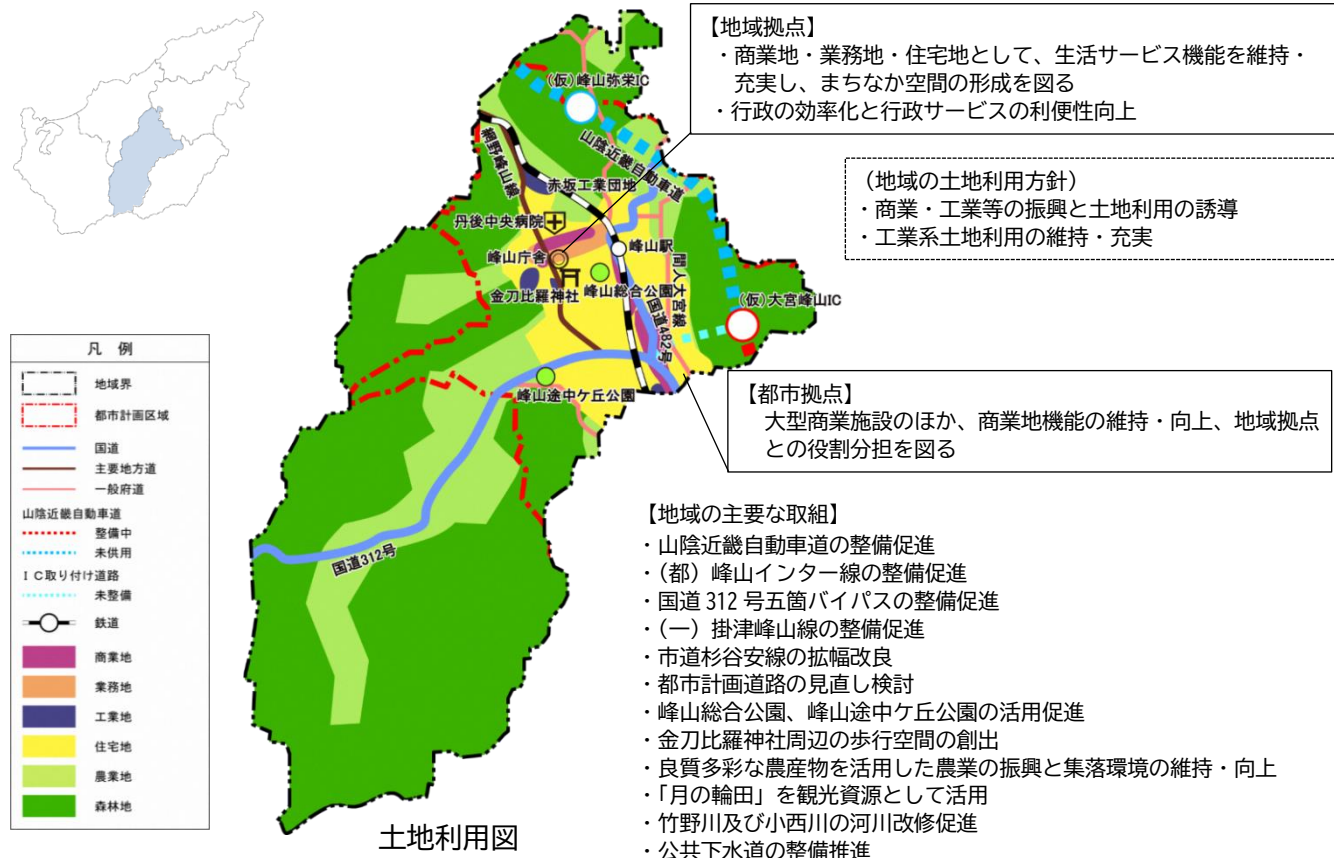 【地域拠点】
・商業地・業務地・住宅地として、生活サービス機能を維持・
充実し、まちなか空間の形成を図る
・行政の効率化と行政サービスの利便性向上
(地域の土地利用方針)
・商業・工業等の振興と土地利用の誘導
・工業系土地利用の維持・充実
(仮)峰山弥栄IC
山陰近畿自動車道
網野峰山線
赤坂工業団地
丹後中央病院
峰山庁舎
峰山駅
金刀比羅神社
峰山総合公園
間人大宮線
国道482号
(仮)大宮峰山IC
峰山途中ケ丘公園
国道312号
凡 例
地域界
都市計画区域
国道
主要地方道
一般府道
山陰近畿自動車道
整備中
未供用
IC取り付け道路
未整備
鉄道
商業地
業務地
工業地
住宅地
農業地
森林地
【都市拠点】
大型商業施設のほか、商業地機能の維持・向上、地域拠点
との役割分担を図る
【地域の主要な取組】
・山陰近畿自動車道の整備促進
・(都) 峰山インター線の整備促進
・国道 312 号五箇バイパスの整備促進
・(一) 掛津峰山線の整備促進
・市道杉谷安線の拡幅改良
・都市計画道路の見直し検討
・峰山総合公園、峰山途中ケ丘公園の活用促進
・金刀比羅神社周辺の歩行空間の創出
・良質多彩な農産物を活用した農業の振興と集落環境の維持・向上
・「月の輪田」を観光資源として活用
・竹野川及び小西川の河川改修促進
・公共下水道の整備推進
土地利用図